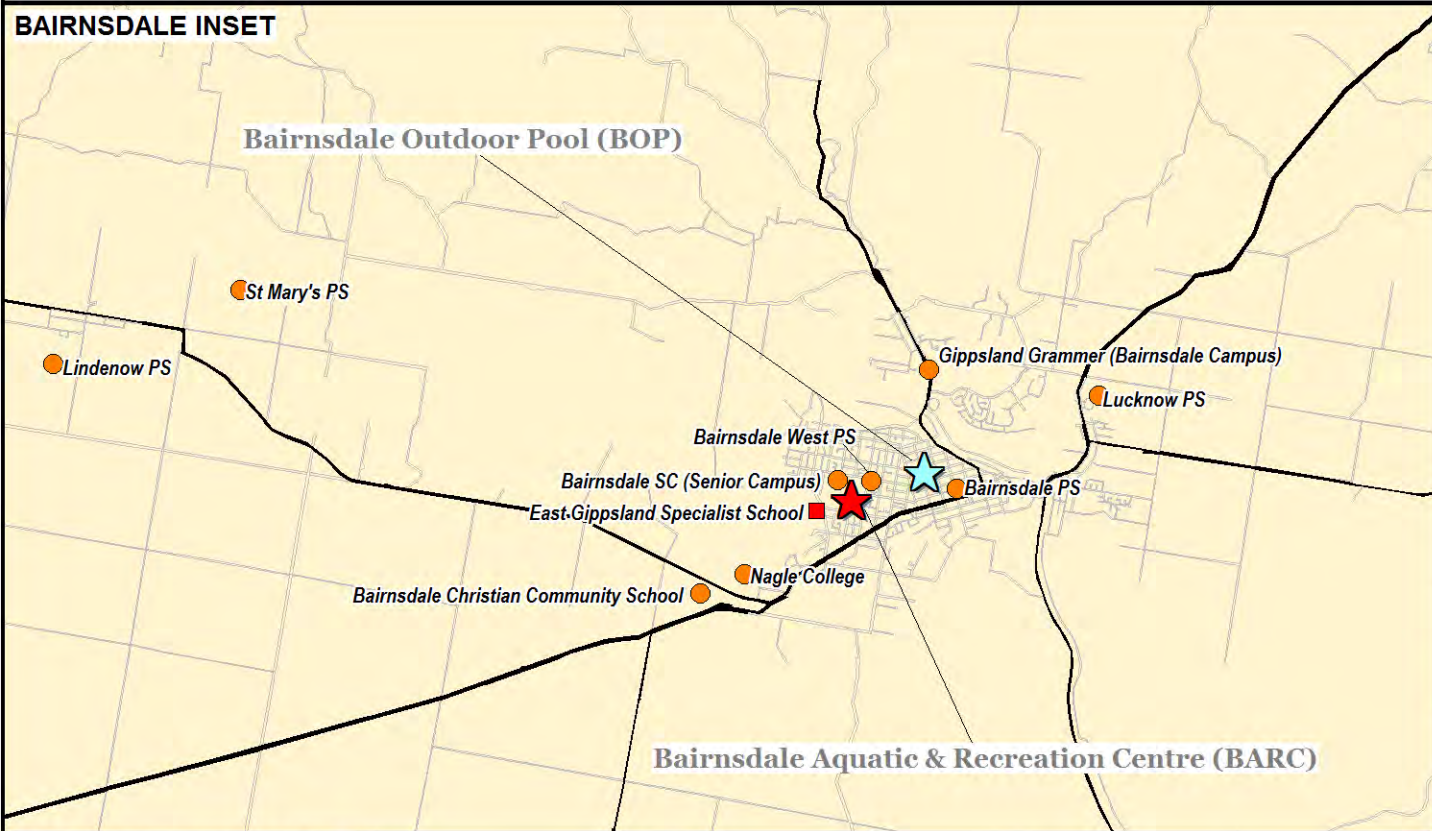 BAIRNSDALE INSET
Bairnsdale Outdoor Pool (BOP)
St Mary's PS
Lindenow PS
Gippsland Grammer (Bairnsdale Campus)
Lucknow PS
Bairnsdale West PS
Bairnsdale SC (Senior Campus)
Bairnsdale PS
East Gippsland Specialist School
Nagle College
Bairnsdale Christian Community School
Bairnsdale Aquatic & Recreation Centre (BARC)